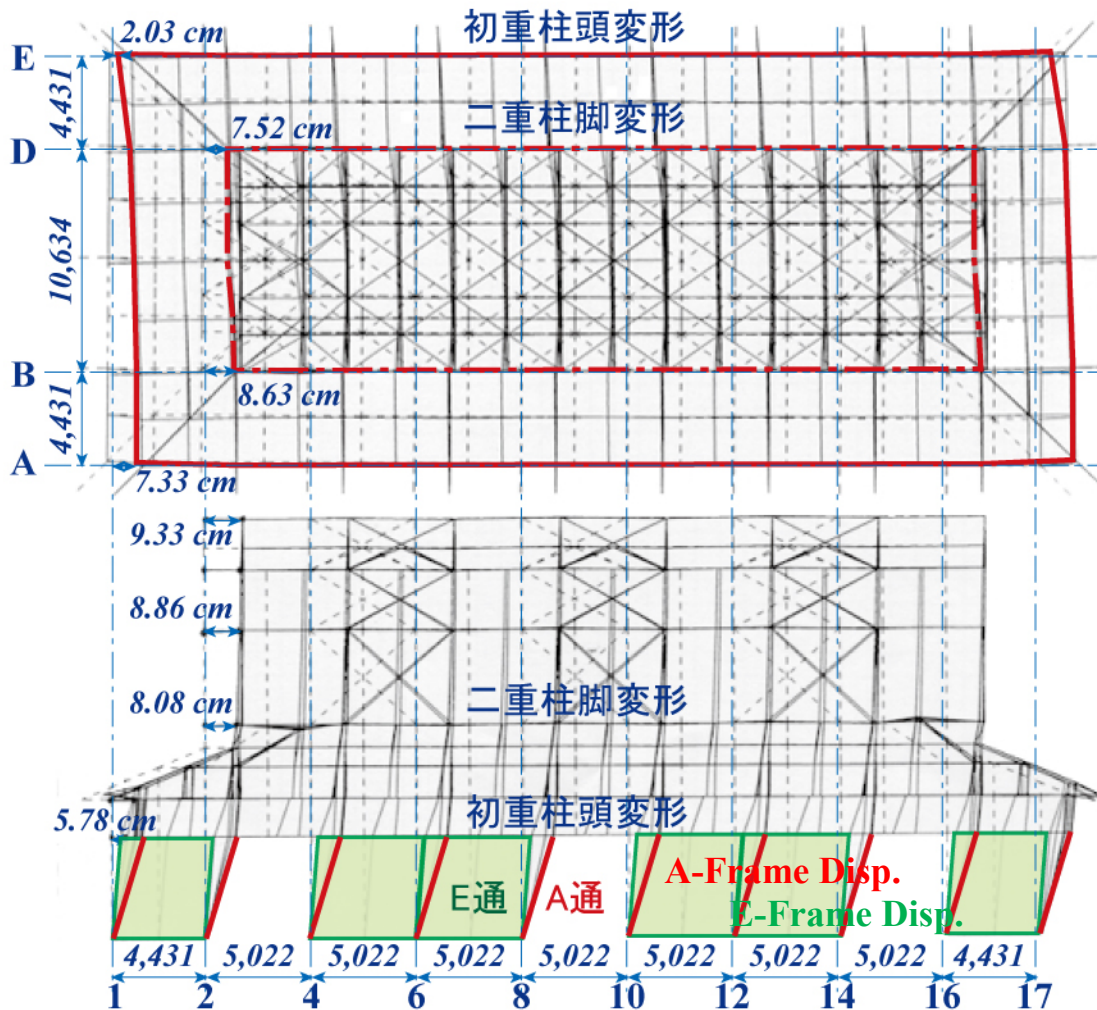 初重柱頭変形
2.03 cm
E
4,431
二重柱脚変形
7.52 cm
D
10,634
B
8.63 cm
4,431
A
7.33 cm
9.33 cm
8.86 cm
二重柱脚変形
8.08 cm
初重柱頭変形
5.78 cm
A-Frame Disp.
E通 A通
E-Frame Disp.
4,431 5,022 5,022 5,022 5,022 5,022 5,022 5,022 4,431
1 2 4 6 8 10 12 14 16 17